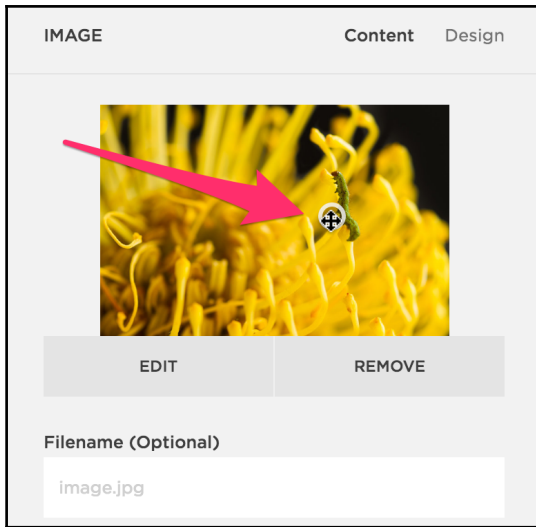 IMAGE Content Design
EDIT REMOVE
Filename (Optional)
image.jpg